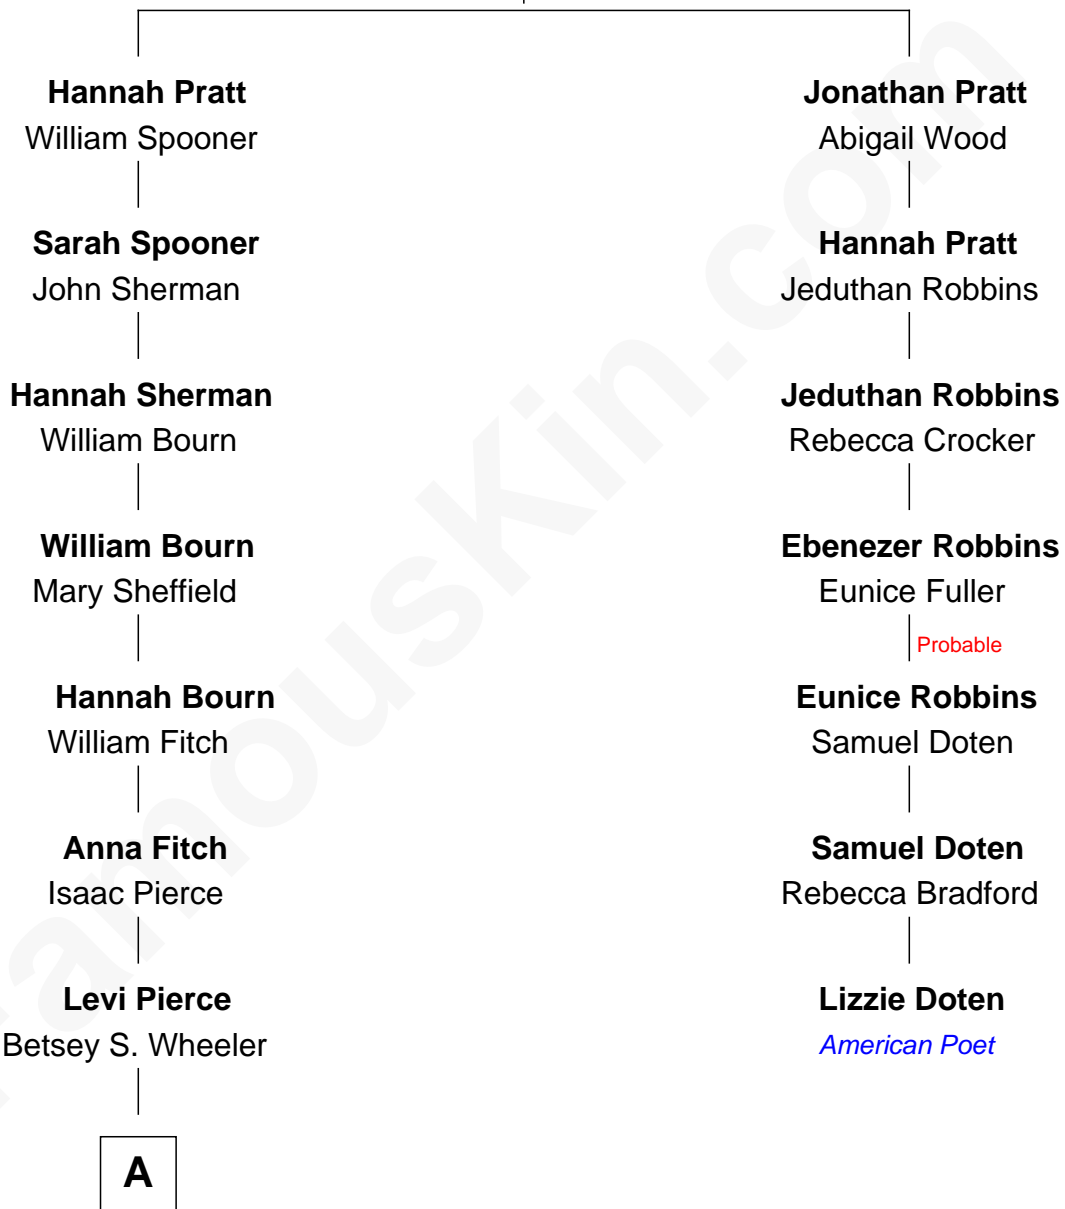 Hannah Pratt
William Spooner
Sarah Spooner
John Sherman
Hannah Sherman
William Bourn
William Bourn
Mary Sheffield
Hannah Bourn
William Fitch
Anna Fitch
Isaac Pierce
Levi Pierce
Betsey S. Wheeler
A
Jonathan Pratt
Abigail Wood
Hannah Pratt
Jeduthan Robbins
Jeduthan Robbins
Rebecca Crocker
Ebenezer Robbins
Eunice Fuller
Probable
Eunice Robbins
Samuel Doten
Samuel Doten
Rebecca Bradford
Lizzie Doten
American Poet
FamousKin.com